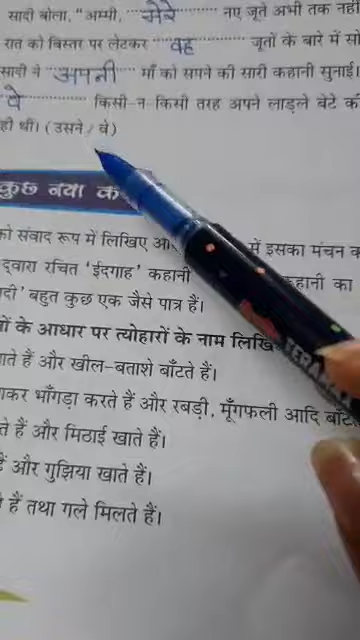 सादी बोला, "अम्मी, मेरे नए जूते अभी तक नहीं
रात को बिस्तर पर लेटकर वह जूतों के बारे में सो
सादी ने अपनी माँ को सपने की सारी कहानी सुनाई।
वे किसी-न-किसी तरह अपने लाड़ले बेटे की
ही थीं। (उसने / वे)
कुछ नया क
को संवाद रूप में लिखिए और में इसका मंचन क
द्वारा रचित 'ईदगाह' कहानी कहानी का
दी' बहुत कुछ एक जैसे पात्र हैं।
ों के आधार पर त्योहारों के नाम लिखि
ाते हैं और खील-बताशे बाँटते हैं।
ाकर भाँगड़ा करते हैं और रबड़ी, मूँगफली आदि बाँट
ते हैं और मिठाई खाते हैं।
हैं और गुझिया खाते हैं।
हैं तथा गले मिलते हैं।